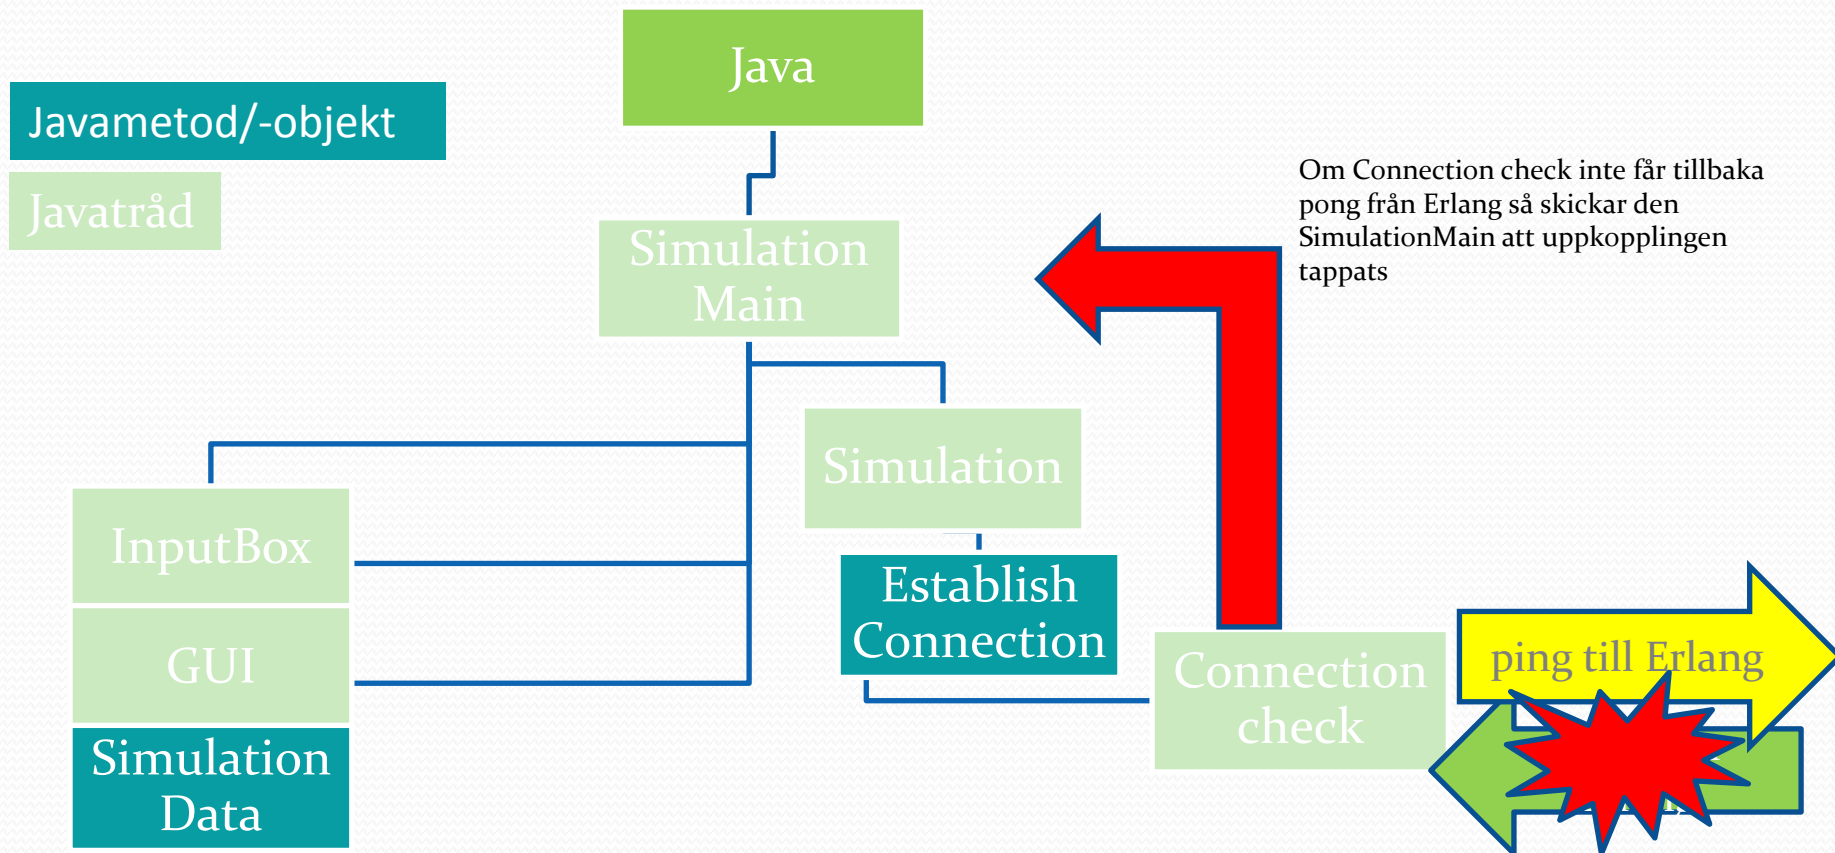 Java
Javametod/-objekt
Javatråd
Om Connection check inte får tillbaka
pong från Erlang så skickar den
SimulationMain att uppkopplingen
tappats
Simulation
Main
Simulation
InputBox
Establish
Connection
GUI
Connection
check
ping till Erlang
Simulation
Data